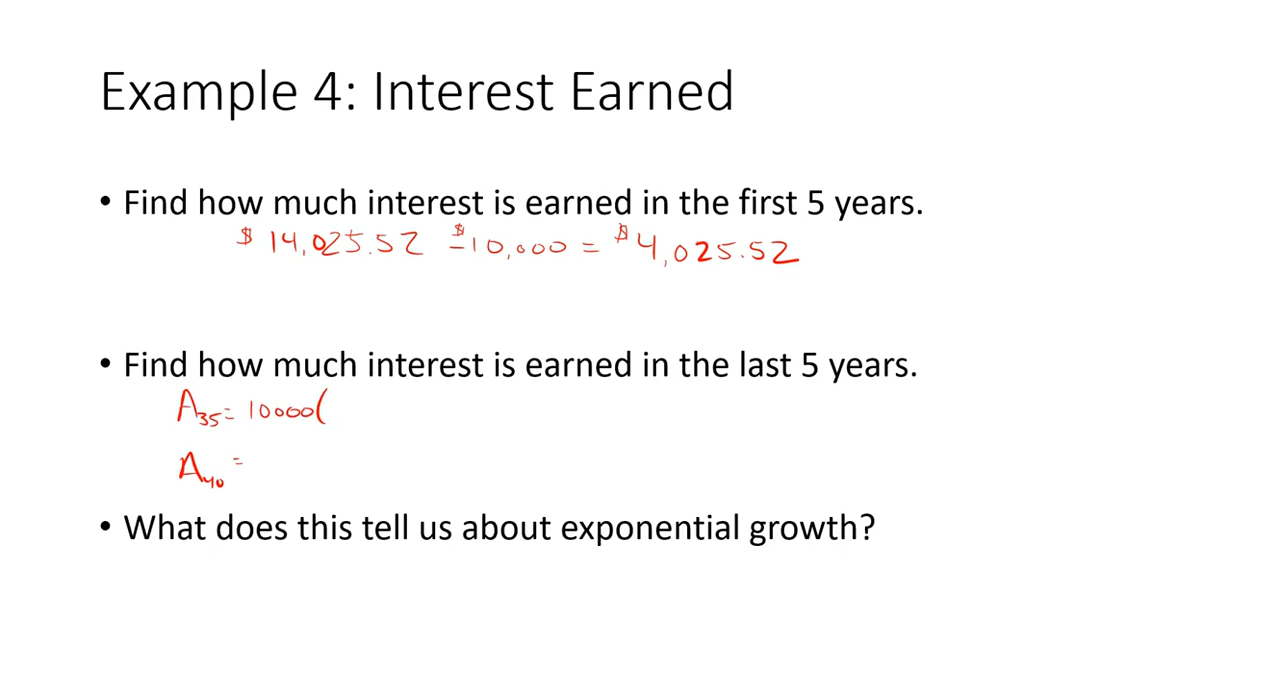 Example 4: Interest Earned
• Find how much interest is earned in the first 5 years.
$ 14,025.52 - $10,000 = $4,025.52
• Find how much interest is earned in the last 5 years.
A35 = 10000(
A40 =
• What does this tell us about exponential growth?